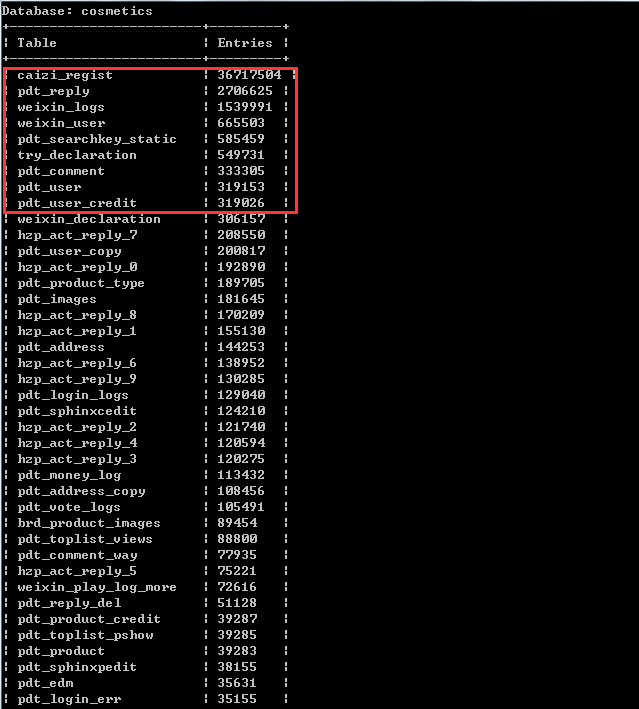 Database: cosmetics
+-------------------------+----------+
| Table | Entries |
+-------------------------+----------+
| caizi_regist | 36717504 |
| pdt_reply | 2706625 |
| weixin_logs | 1539991 |
| weixin_user | 665503 |
| pdt_searchkey_static | 585459 |
| try_declaration | 549731 |
| pdt_comment | 333305 |
| pdt_user | 319153 |
| pdt_user_credit | 319026 |
| weixin_declaration | 306157 |
| hzp_act_reply_7 | 208550 |
| pdt_user_copy | 200817 |
| hzp_act_reply_0 | 192890 |
| pdt_product_type | 189705 |
| pdt_images | 181645 |
| hzp_act_reply_8 | 170209 |
| hzp_act_reply_1 | 155130 |
| pdt_address | 144253 |
| hzp_act_reply_6 | 138952 |
| hzp_act_reply_9 | 130285 |
| pdt_login_logs | 129040 |
| pdt_sphinxcedit | 124210 |
| hzp_act_reply_2 | 121740 |
| hzp_act_reply_4 | 120594 |
| hzp_act_reply_3 | 120275 |
| pdt_money_log | 113432 |
| pdt_address_copy | 108456 |
| pdt_vote_logs | 105491 |
| brd_product_images | 89454 |
| pdt_toplist_views | 88800 |
| pdt_comment_way | 77935 |
| hzp_act_reply_5 | 75221 |
| weixin_play_log_more | 72616 |
| pdt_reply_del | 51128 |
| pdt_product_credit | 39287 |
| pdt_toplist_pshow | 39285 |
| pdt_product | 39283 |
| pdt_sphinxpedit | 38155 |
| pdt_edm | 35631 |
| pdt_login_err | 35155 |